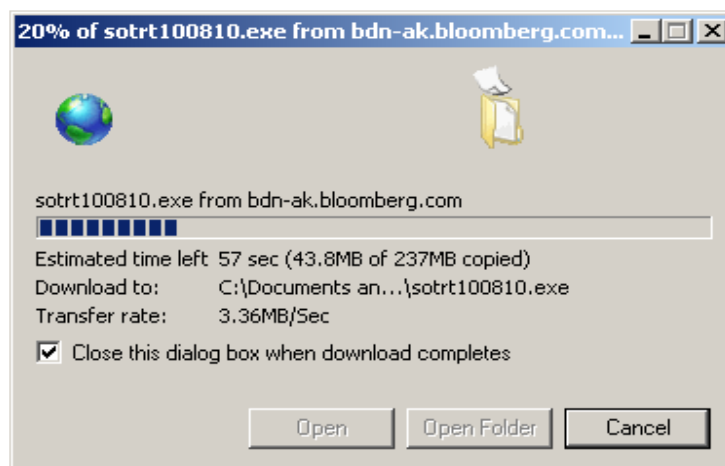 20% of sotrt100810.exe from bdn-ak.bloomberg.com...
sotrt100810.exe from bdn-ak.bloomberg.com
Estimated time left 57 sec (43.8MB of 237MB copied)
Download to: C:\Documents an...\sotrt100810.exe
Transfer rate: 3.36MB/Sec
Close this dialog box when download completes
Open Open Folder Cancel